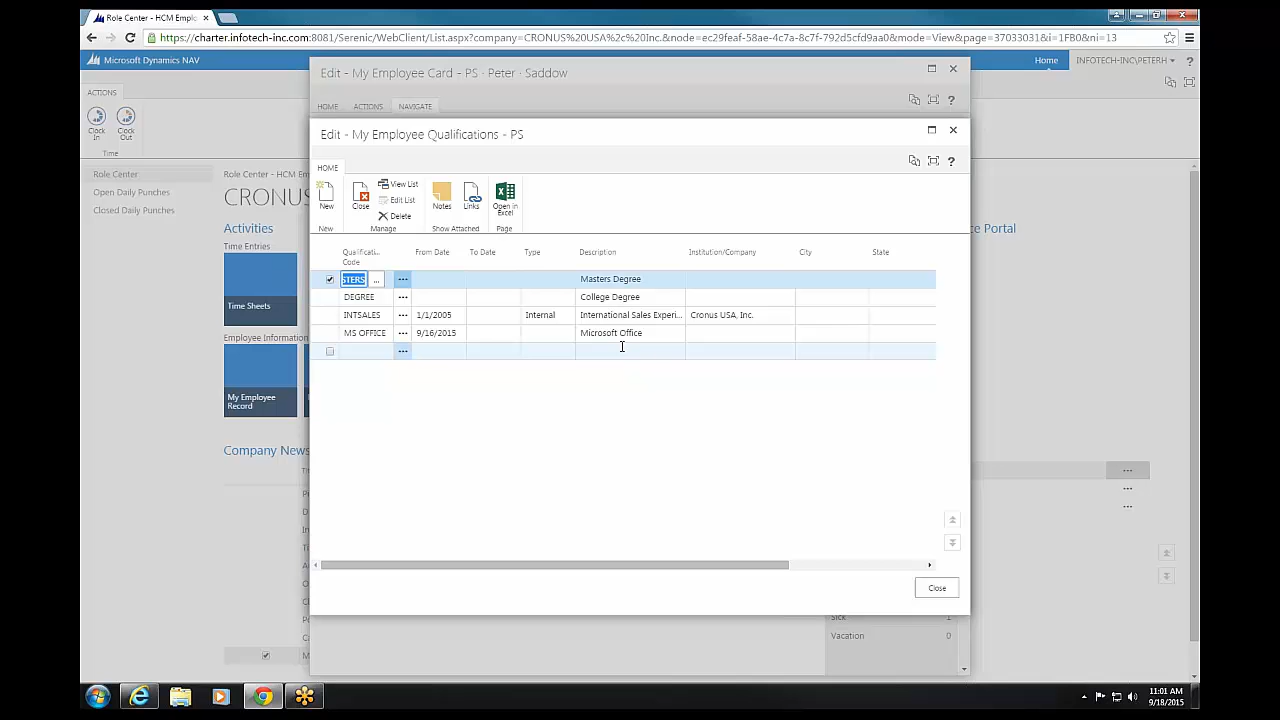 Role Center - HCM Emplo
https://charter.infotech-inc.com:8081/Serenic/WebClient/List.aspx?company=CRONUS%20USA%2c%20Inc.&node=ec29feaf-58ae-4c7a-8c7f-792d5cfd9aa0&mode=View&page=37033031&i=1FB0&ni=13
Microsoft Dynamics NAV
Home
INFOTECH-INC\PETERH
?
ACTIONS
Clock In
Clock Out
Time
Role Center
Open Daily Punches
Closed Daily Punches
Role Center - HCM Em
CRONUS
Activities
Time Entries
Time Sheets
Employee Information
My Employee Record
Company News
ce Portal
Sick
Vacation 0
Edit - My Employee Card - PS · Peter · Saddow
HOME ACTIONS NAVIGATE
?
Edit - My Employee Qualifications - PS
?
HOME
New
Close
View List
Edit List
Delete
Notes
Links
Open in Excel
New Manage Show Attached Page
Qualificati... Code From Date To Date Type Description Institution/Company City State
STERS ... Masters Degree
DEGREE College Degree
INTSALES 1/1/2005 Internal International Sales Experi... Cronus USA, Inc.
MS OFFICE 9/16/2015 Microsoft Office
Close
11:01 AM
9/18/2015